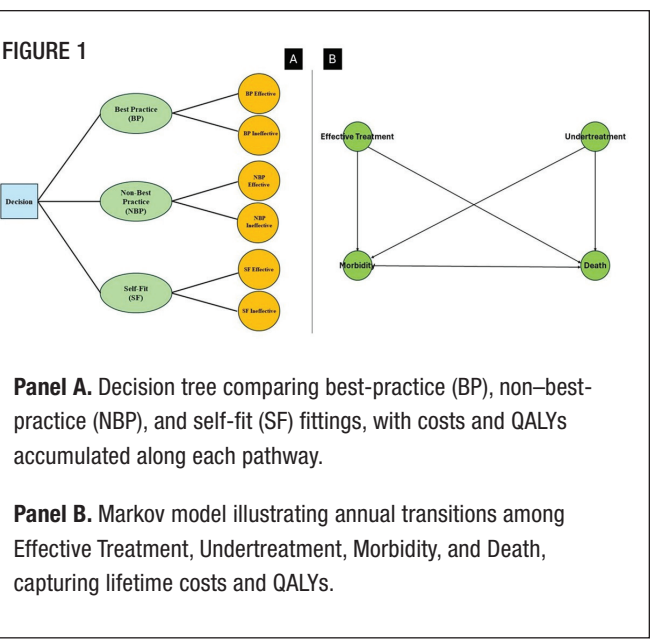 FIGURE 1
A
B
Decision
Best Practice
(BP)
Non-Best
Practice
(NBP)
Self-Fit
(SF)
BP Effective
BP Ineffective
NBP
Effective
NBP
Ineffective
SF Effective
SF Ineffective
Effective Treatment
Undertreatment
Morbidity
Death
Panel A. Decision tree comparing best-practice (BP), non–best-
practice (NBP), and self-fit (SF) fittings, with costs and QALYs
accumulated along each pathway.
Panel B. Markov model illustrating annual transitions among
Effective Treatment, Undertreatment, Morbidity, and Death,
capturing lifetime costs and QALYs.